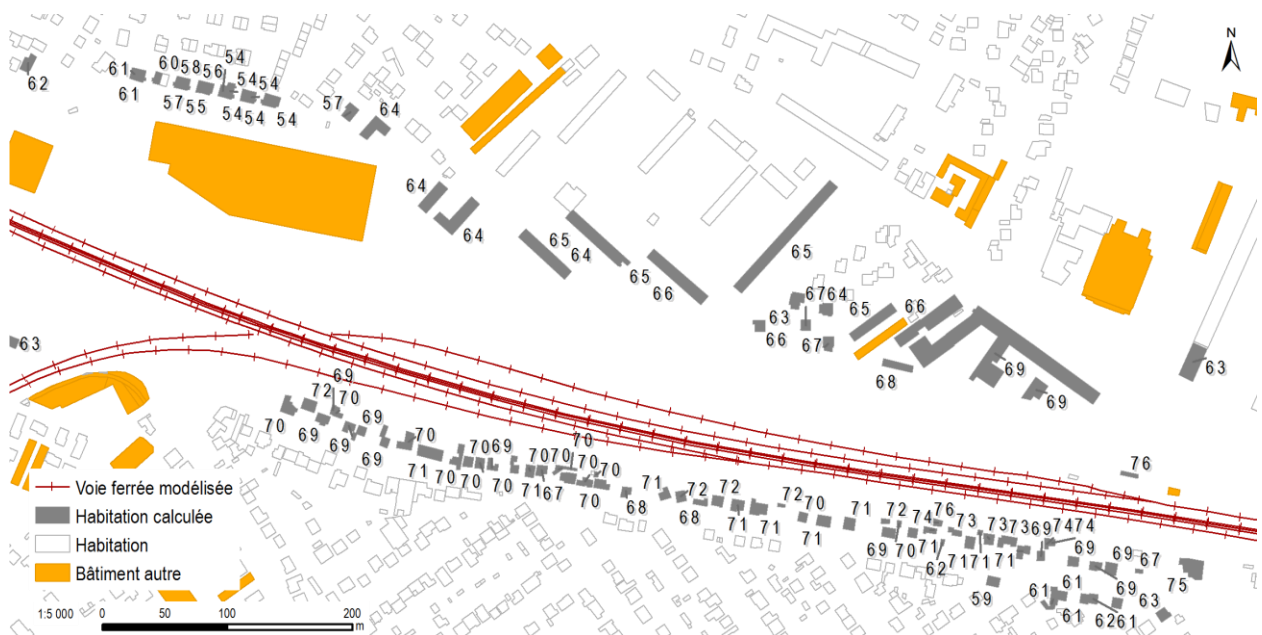 N
54
61 60 58 56 54 54
62 61 57 55 54 54 54
57 64
64
64
65
64
65
66
65
67 64
63
66
65
66
67
68
69
69
63
63
69
72 70
70 69 69 69
69
70
71 70 70 70 69
70 70
70 70 70 70
71 67
70
68
71 72 72
68 71 71
72 70
71
71
72 74 76
73
69 70 71
62
71 71 71
73 73 69 74 74
59
69 69 67
69
61 61 61
62 61 63
75
76
Voie ferrée modélisée
Habitation calculée
Habitation
Bâtiment autre
1:5 000 0 50 100 200
m